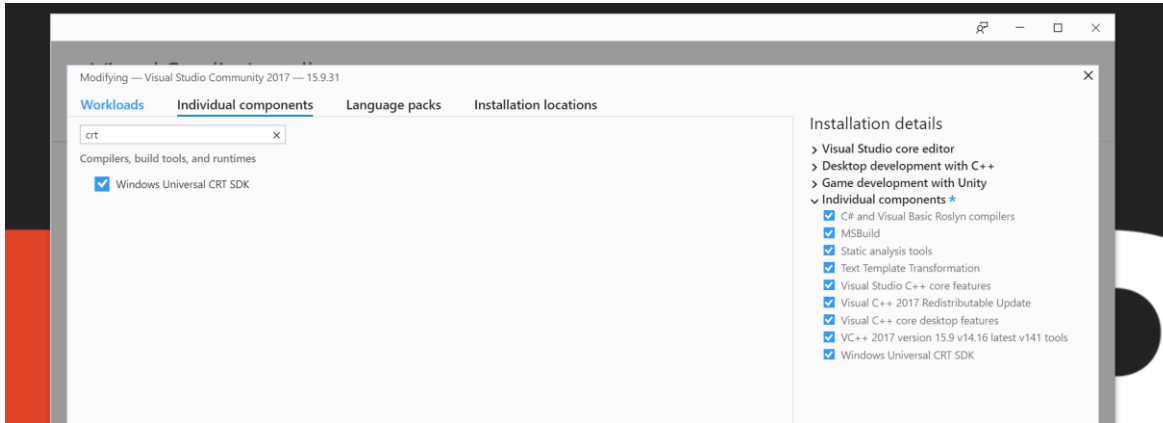 Modifying — Visual Studio Community 2017 — 15.9.31
Workloads Individual components Language packs Installation locations
crt
Compilers, build tools, and runtimes
Windows Universal CRT SDK
Installation details
Visual Studio core editor
Desktop development with C++
Game development with Unity
Individual components *
C# and Visual Basic Roslyn compilers
MSBuild
Static analysis tools
Text Template Transformation
Visual Studio C++ core features
Visual C++ 2017 Redistributable Update
Visual C++ core desktop features
VC++ 2017 version 15.9 v14.16 latest v141 tools
Windows Universal CRT SDK